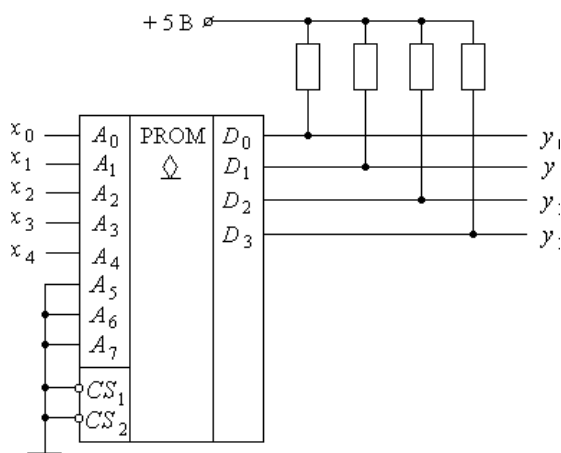 +5 В
x0 A0 PROM D0
x1 A1 D1 y
x2 A2 D2
x3 A3 D3
x4 A4
A5
A6
A7
CS1
CS2